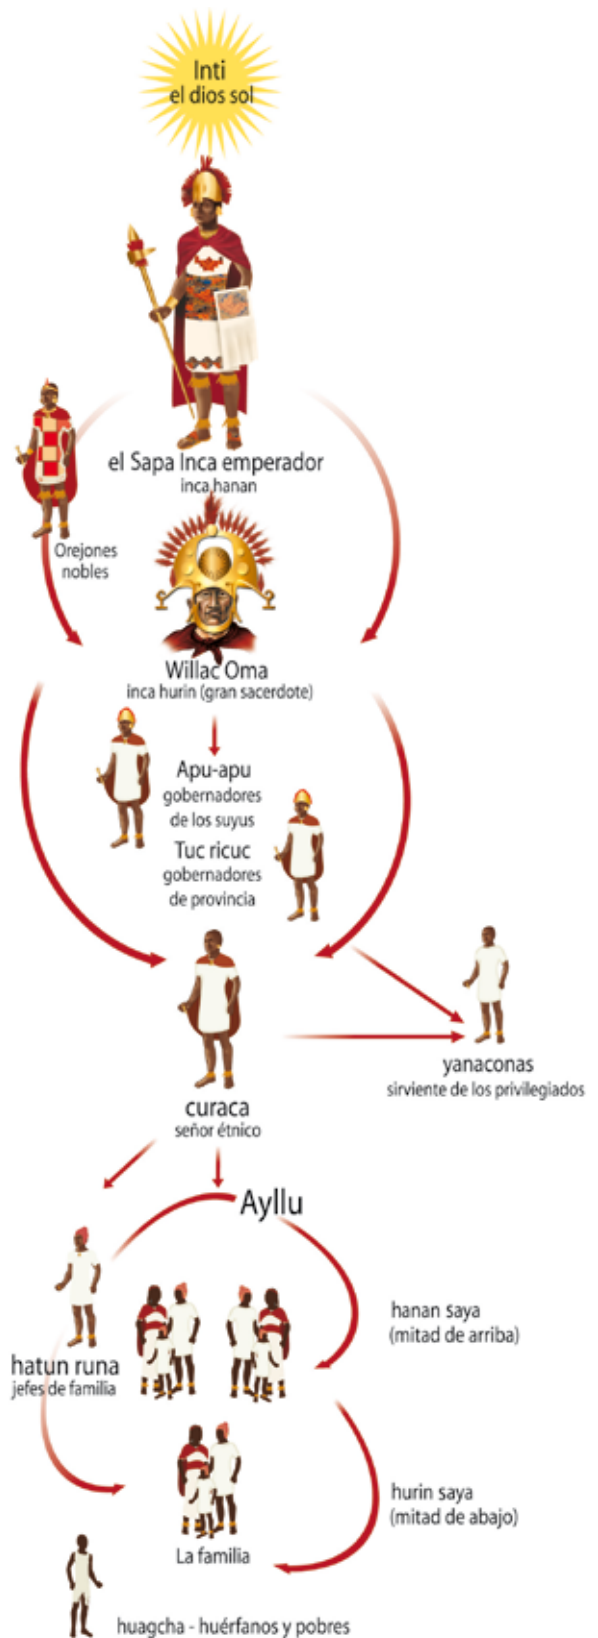 Inti
el dios sol
el Sapa Inca emperador
inca hanan
Orejones
nobles
Willac Oma
inca hurin (gran sacerdote)
Apu-apu
gobernadores
de los suyus
Tuc ricuc
gobernadores
de provincia
yanaconas
sirviente de los privilegiados
curaca
señor étnico
Ayllu
hanan saya
(mitad de arriba)
hatun runa
jefes de familia
hurin saya
(mitad de abajo)
La familia
huagcha - huérfanos y pobres